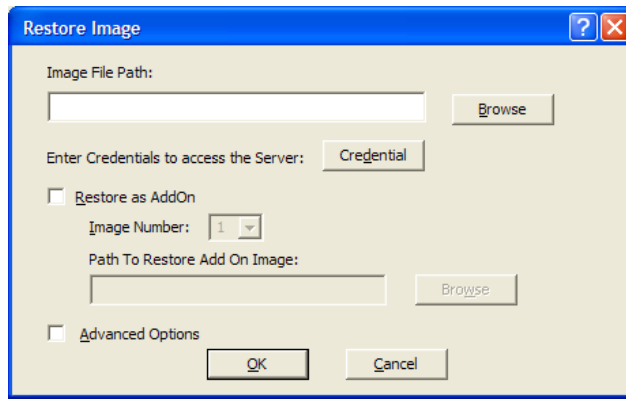 Restore Image
Image File Path:
Browse
Enter Credentials to access the Server: Credential
Restore as AddOn
Image Number: 1
Path To Restore Add On Image:
Browse
Advanced Options
OK Cancel